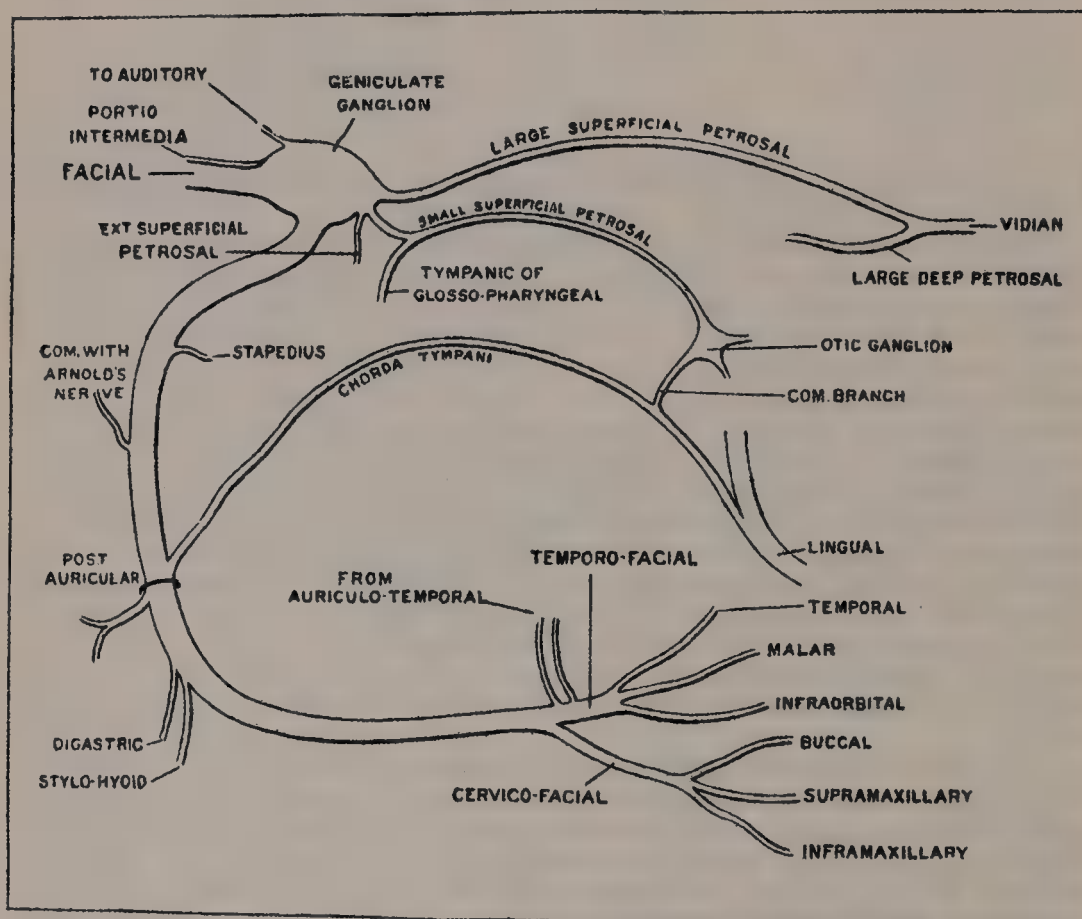 TO AUDITORY
GENICULATE
GANGLION
PORTIO
INTERMEDIA
FACIAL
LARGE SUPERFICIAL PETROSAL
EXT SUPERFICIAL
PETROSAL
SMALL SUPERFICIAL PETROSAL
VIDIAN
TYMPANIC OF
GLOSSO-PHARYNGEAL
LARGE DEEP PETROSAL
COM. WITH
ARNOLD'S
NERVE
STAPEDIUS
CHORDA TYMPANI
OTIC GANGLION
COM. BRANCH
POST
AURICULAR
FROM
AURICULO-TEMPORAL
TEMPORO-FACIAL
LINGUAL
TEMPORAL
MALAR
INFRAORBITAL
DIGASTRIC
STYLO-HYOID
CERVICO-FACIAL
BUCCAL
SUPRAMAXILLARY
INFRAMAXILLARY